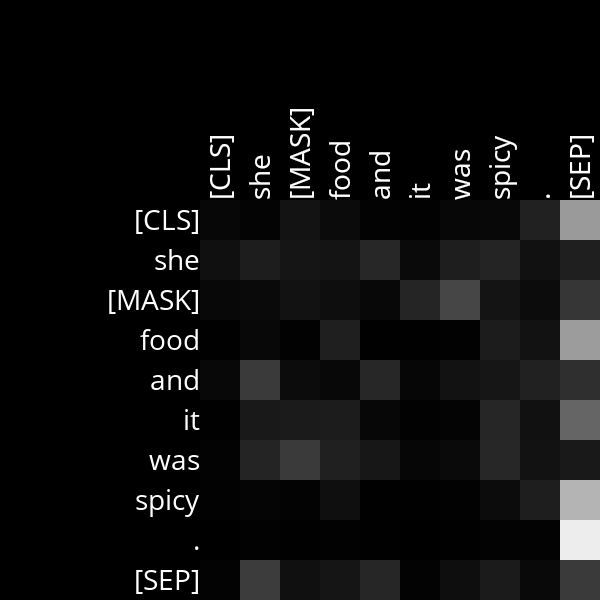 [CLS] she [MASK] food and it was spicy . [SEP]
[CLS]
she
[MASK]
food
and
it
was
spicy
.
[SEP]